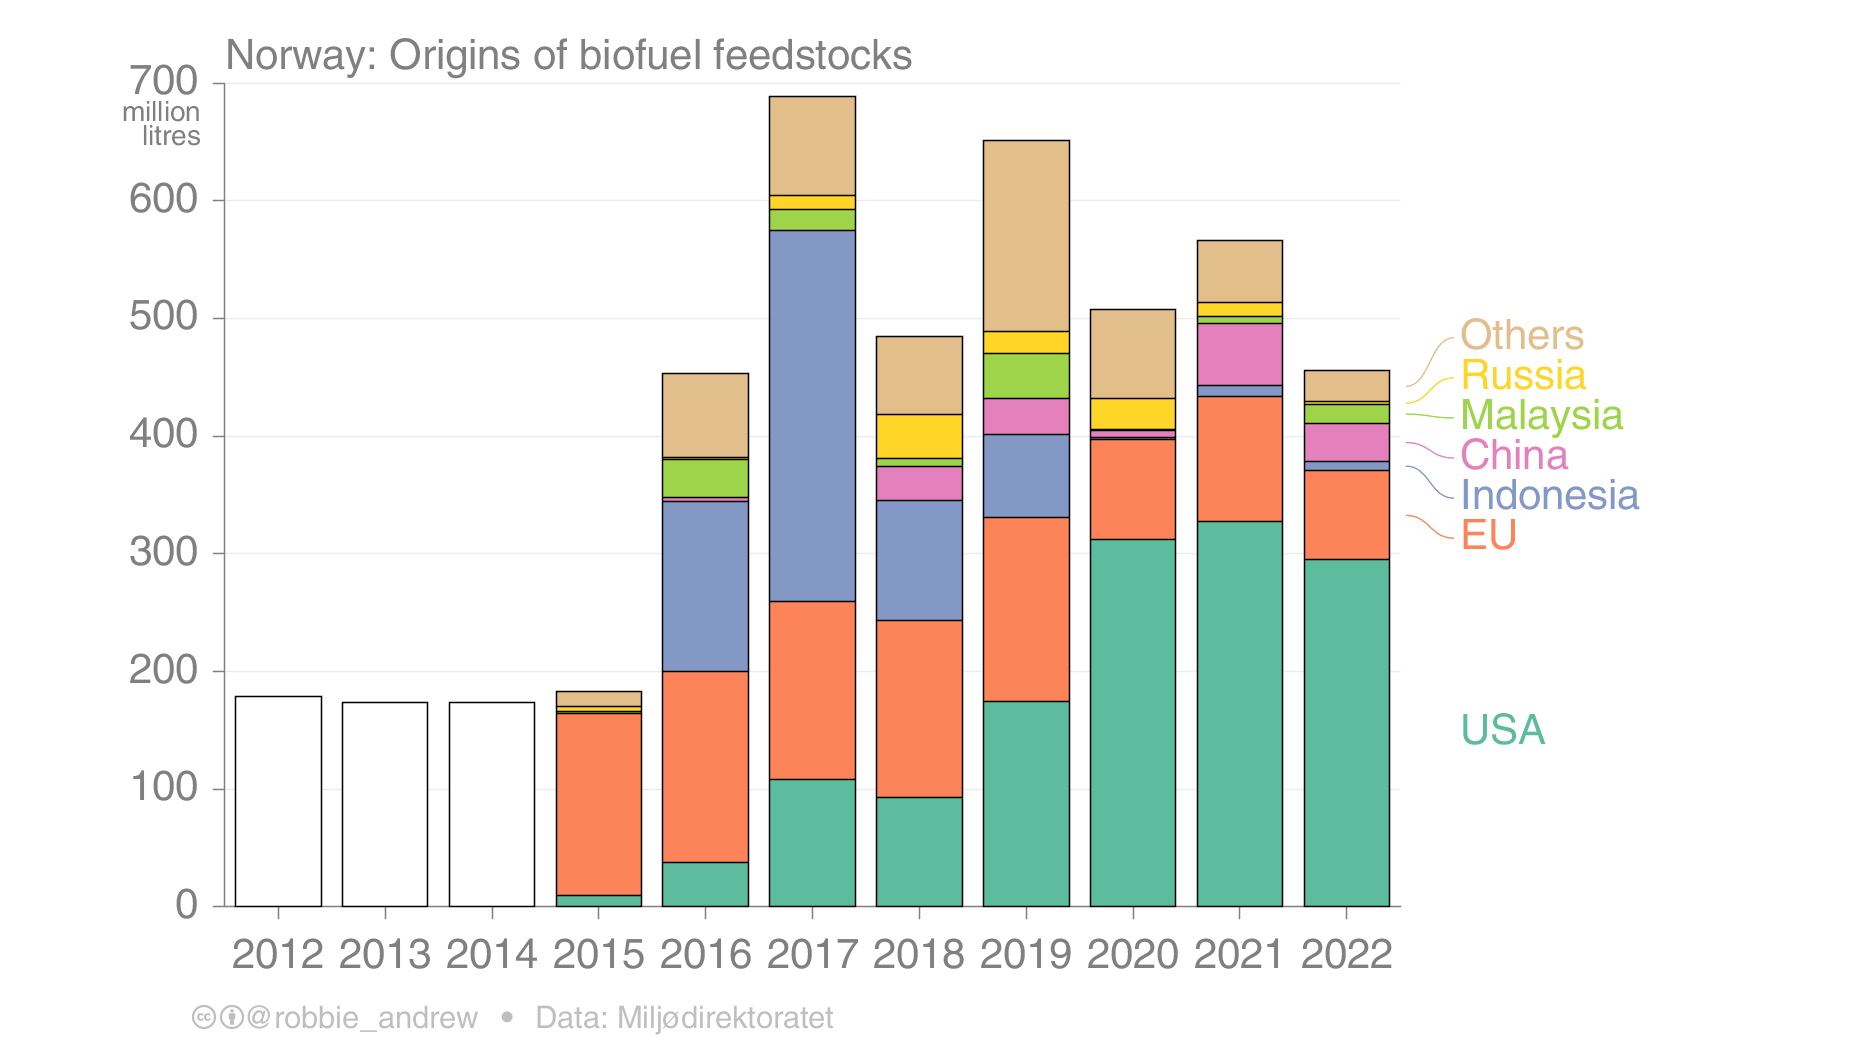 Norway: Origins of biofuel feedstocks
700
million
litres
600
500
400
300
200
100
0
2012 2013 2014 2015 2016 2017 2018 2019 2020 2021 2022
Others
Russia
Malaysia
China
Indonesia
EU
USA
@robbie_andrew • Data: Miljødirektoratet